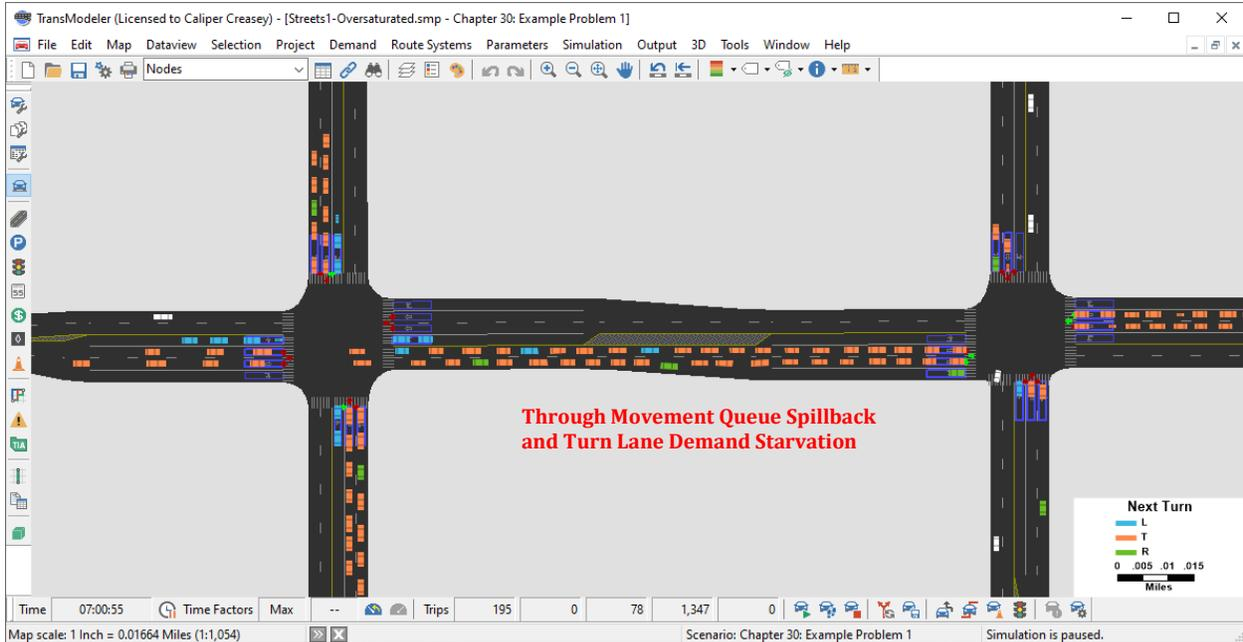 TransModeler (Licensed to Caliper Creasey) - [Streets1-Oversaturated.smp - Chapter 30: Example Problem 1]
File Edit Map Dataview Selection Project Demand Route Systems Parameters Simulation Output 3D Tools Window Help
Nodes
Through Movement Queue Spillback
and Turn Lane Demand Starvation
Next Turn
L
T
R
0 .005 .01 .015
Miles
Time 07:00:55 Time Factors Max -- Trips 195 0 78 1,347 0
Map scale: 1 Inch = 0.01664 Miles (1:1,054) Scenario: Chapter 30: Example Problem 1 Simulation is paused.